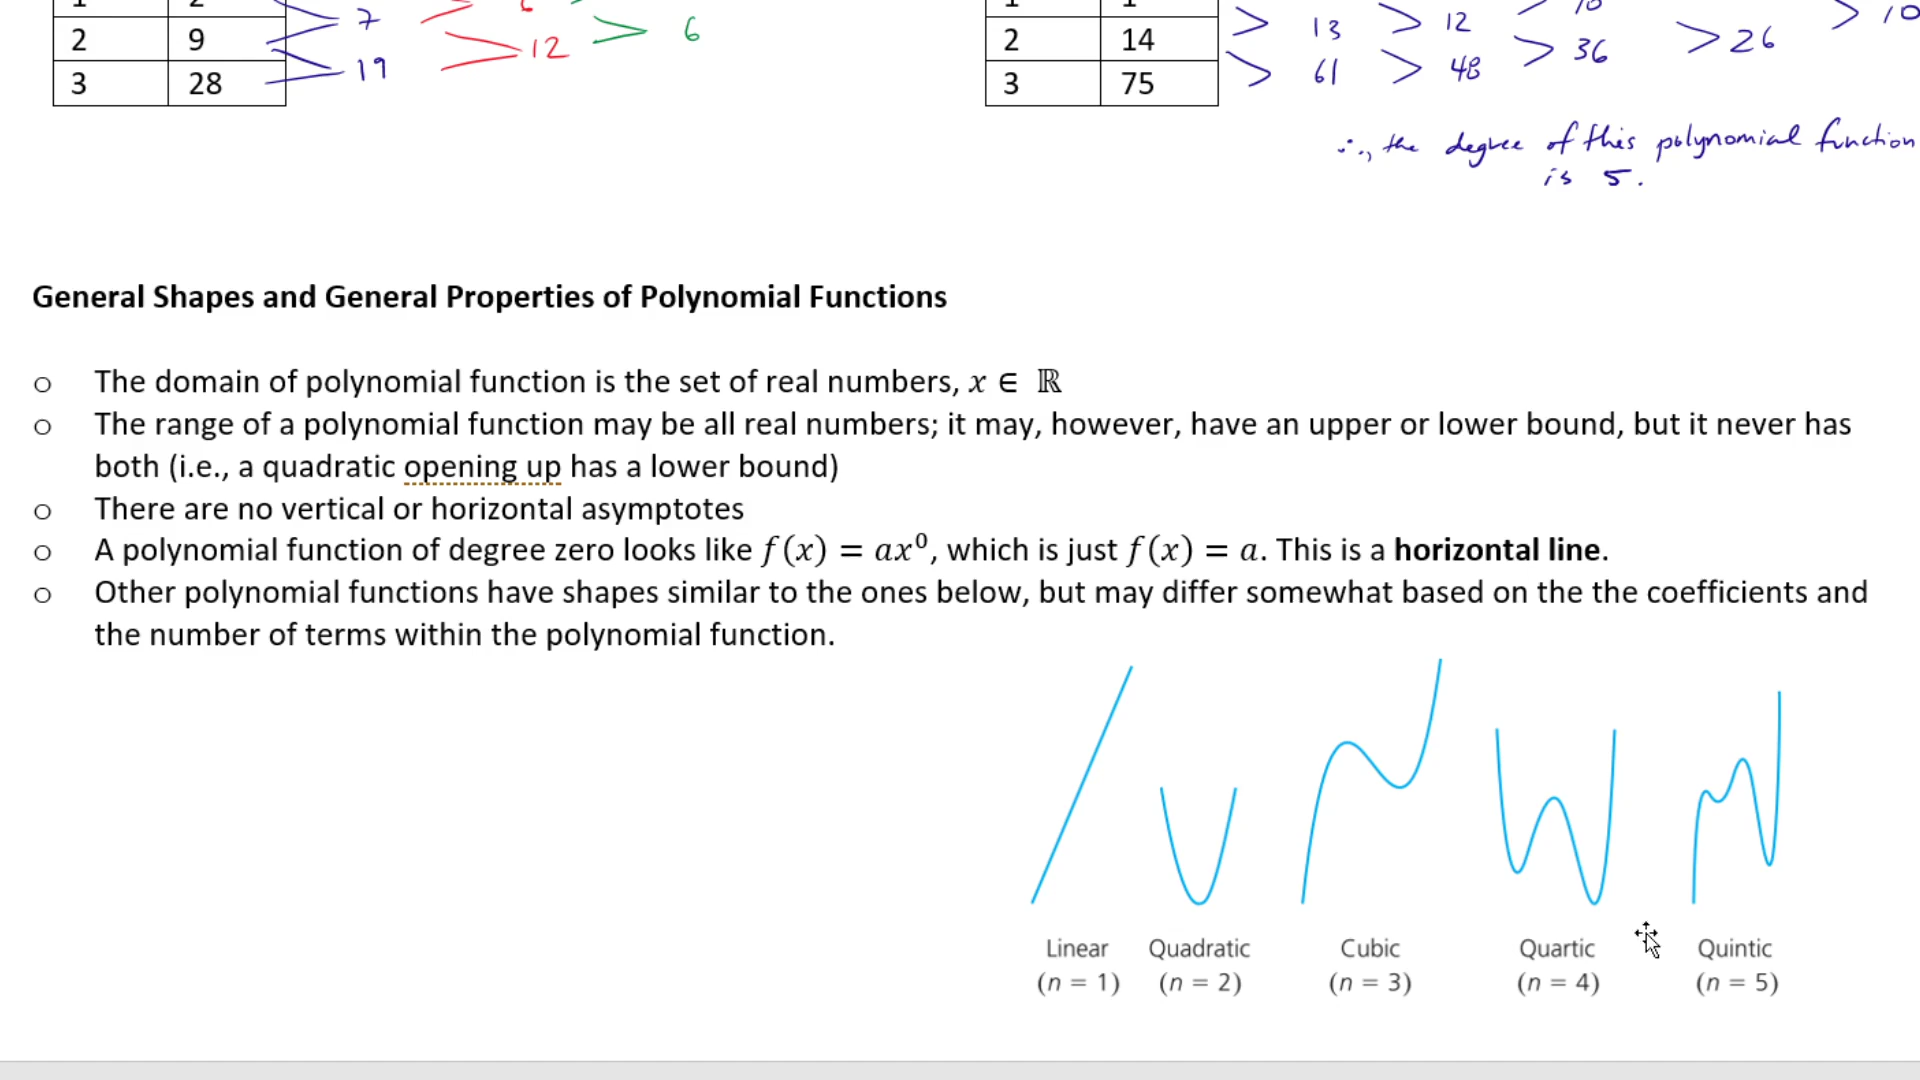 7 12 6
2 9
19
3 28
13 12 10
2 14
36 26 10
61 48
3 75
∴, the degree of this polynomial function
is 5.
General Shapes and General Properties of Polynomial Functions
o The domain of polynomial function is the set of real numbers, x ∈ ℝ
o The range of a polynomial function may be all real numbers; it may, however, have an upper or lower bound, but it never has
both (i.e., a quadratic opening up has a lower bound)
o There are no vertical or horizontal asymptotes
o A polynomial function of degree zero looks like f(x) = ax⁰, which is just f(x) = a. This is a horizontal line.
o Other polynomial functions have shapes similar to the ones below, but may differ somewhat based on the the coefficients and
the number of terms within the polynomial function.
Linear Quadratic Cubic Quartic Quintic
(n = 1) (n = 2) (n = 3) (n = 4) (n = 5)